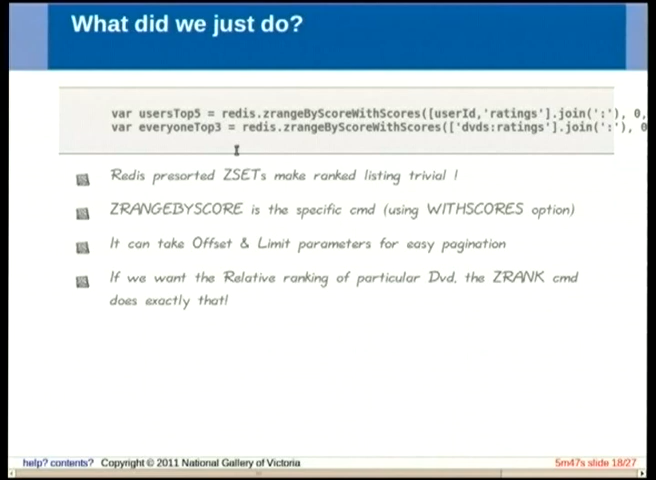 What did we just do?
var usersTop5 = redis.zrangeByScoreWithScores([userId,'ratings'].join(':'), 0,
var everyoneTop3 = redis.zrangeByScoreWithScores(['dvds:ratings'].join(':'), 0
Redis presorted ZSETs make ranked listing trivial !
ZRANGEBYSCORE is the specific cmd (using WITHSCORES option)
It can take Offset & Limit parameters for easy pagination
If we want the Relative ranking of particular Dvd, the ZRANK cmd
does exactly that!
help? contents? Copyright © 2011 National Gallery of Victoria 5m47s slide 18/27